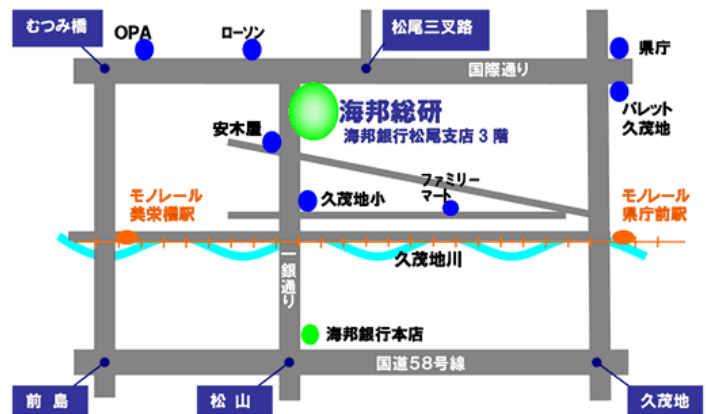 むつみ橋
OPA
ローソン
松尾三叉路
県庁
国際通り
海邦総研
海邦銀行松尾支店3階
パレット
久茂地
安木屋
ファミリー
マート
久茂地小
モノレール
美栄橋駅
モノレール
県庁前駅
久茂地川
一銀通り
海邦銀行本店
国道58号線
前島
松山
久茂地